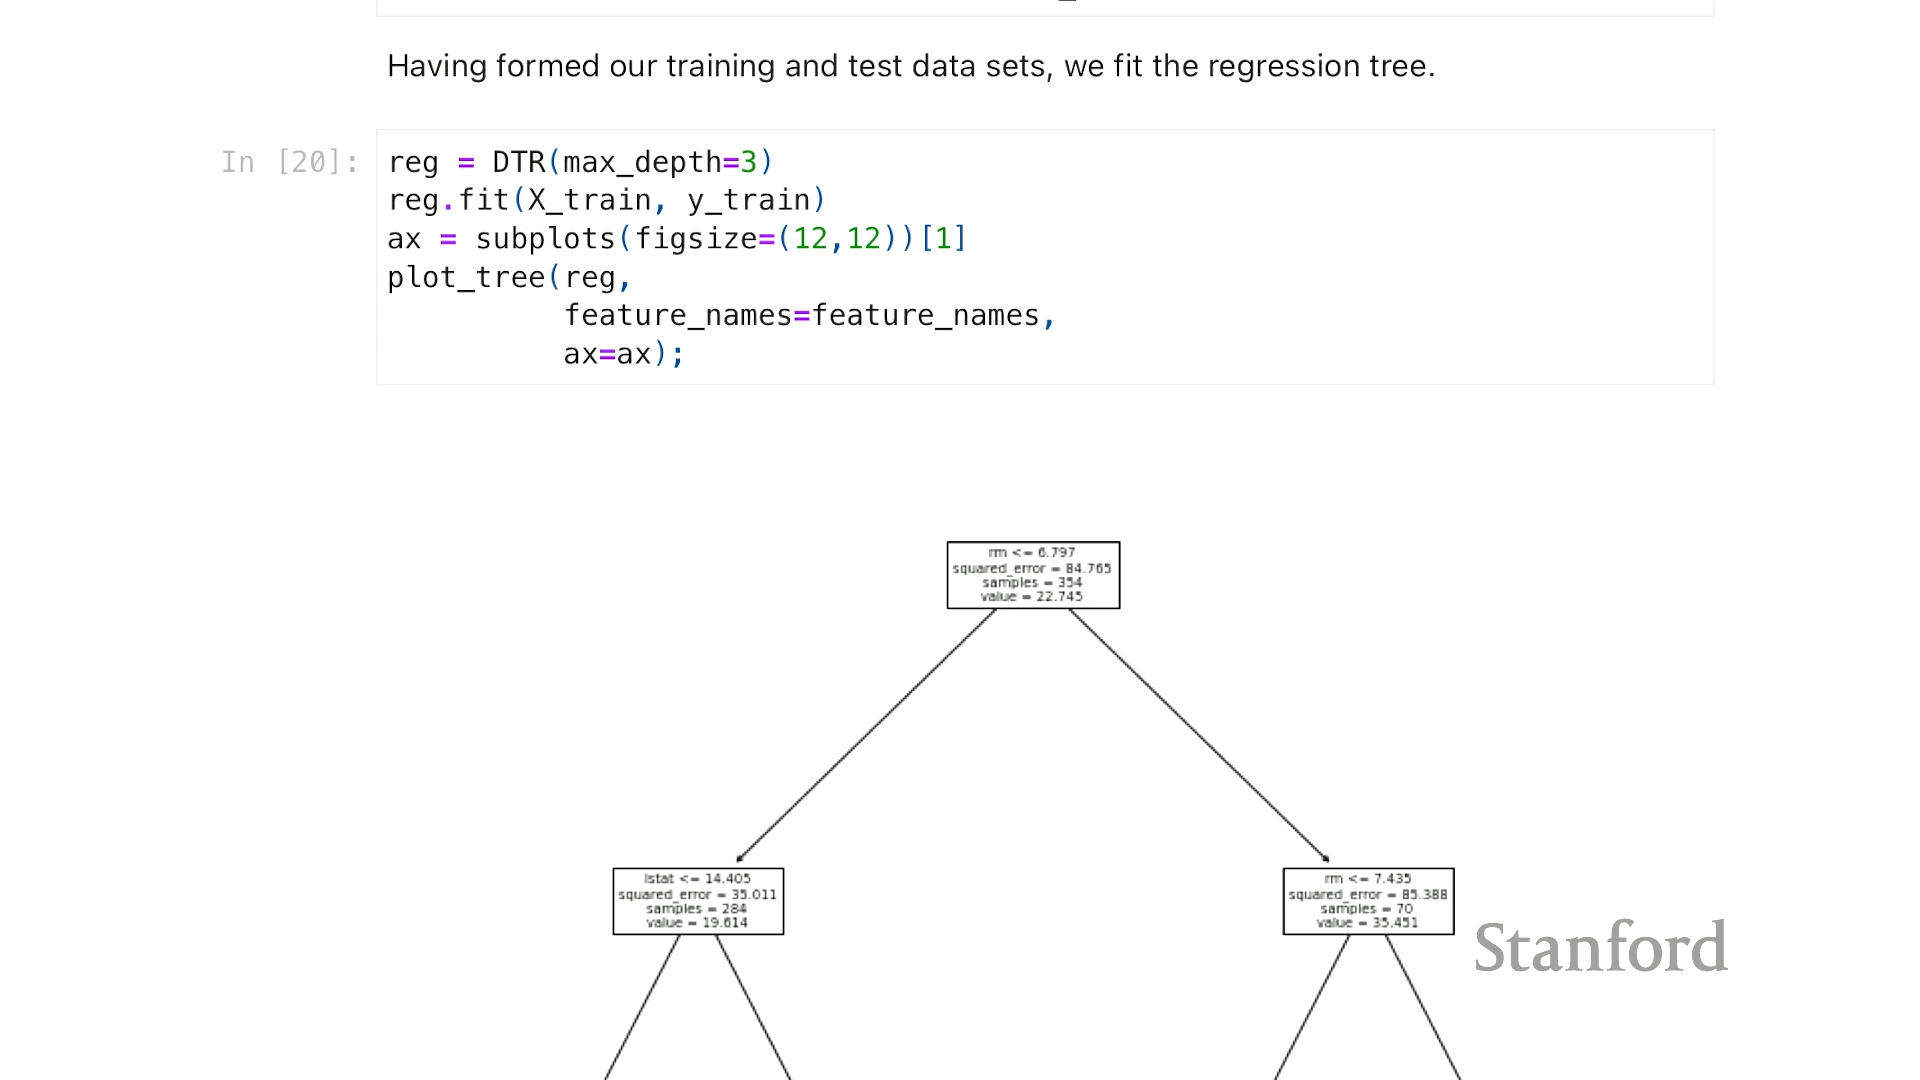 Having formed our training and test data sets, we fit the regression tree.
In [20]:
reg = DTR(max_depth=3)
reg.fit(X_train, y_train)
ax = subplots(figsize=(12,12))[1]
plot_tree(reg,
feature_names=feature_names,
ax=ax);
rm <= 6.797
squared_error = 84.765
samples = 354
value = 22.745
lstat <= 14.405
squared_error = 35.011
samples = 284
value = 19.614
rm <= 7.435
squared_error = 85.388
samples = 70
value = 35.451
Stanford